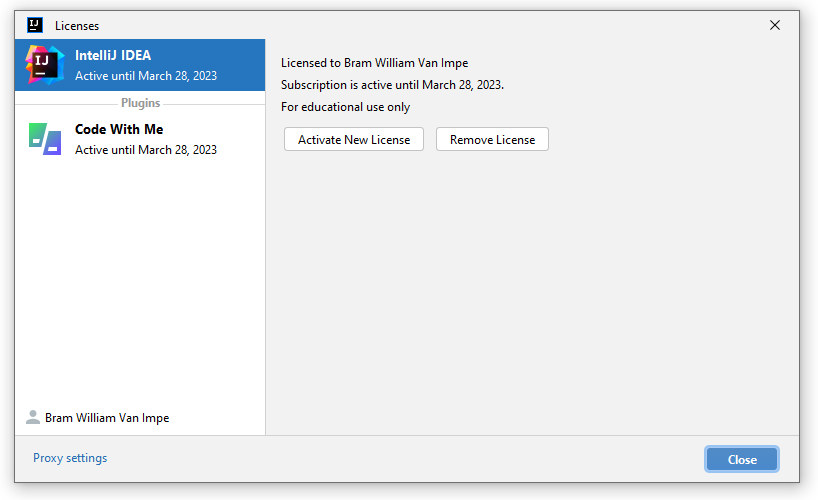 IJ
Licenses
IJ
IntelliJ IDEA
Active until March 28, 2023
Plugins
Code With Me
Active until March 28, 2023
Bram William Van Impe
Licensed to Bram William Van Impe
Subscription is active until March 28, 2023.
For educational use only
Activate New License
Remove License
Proxy settings
Close